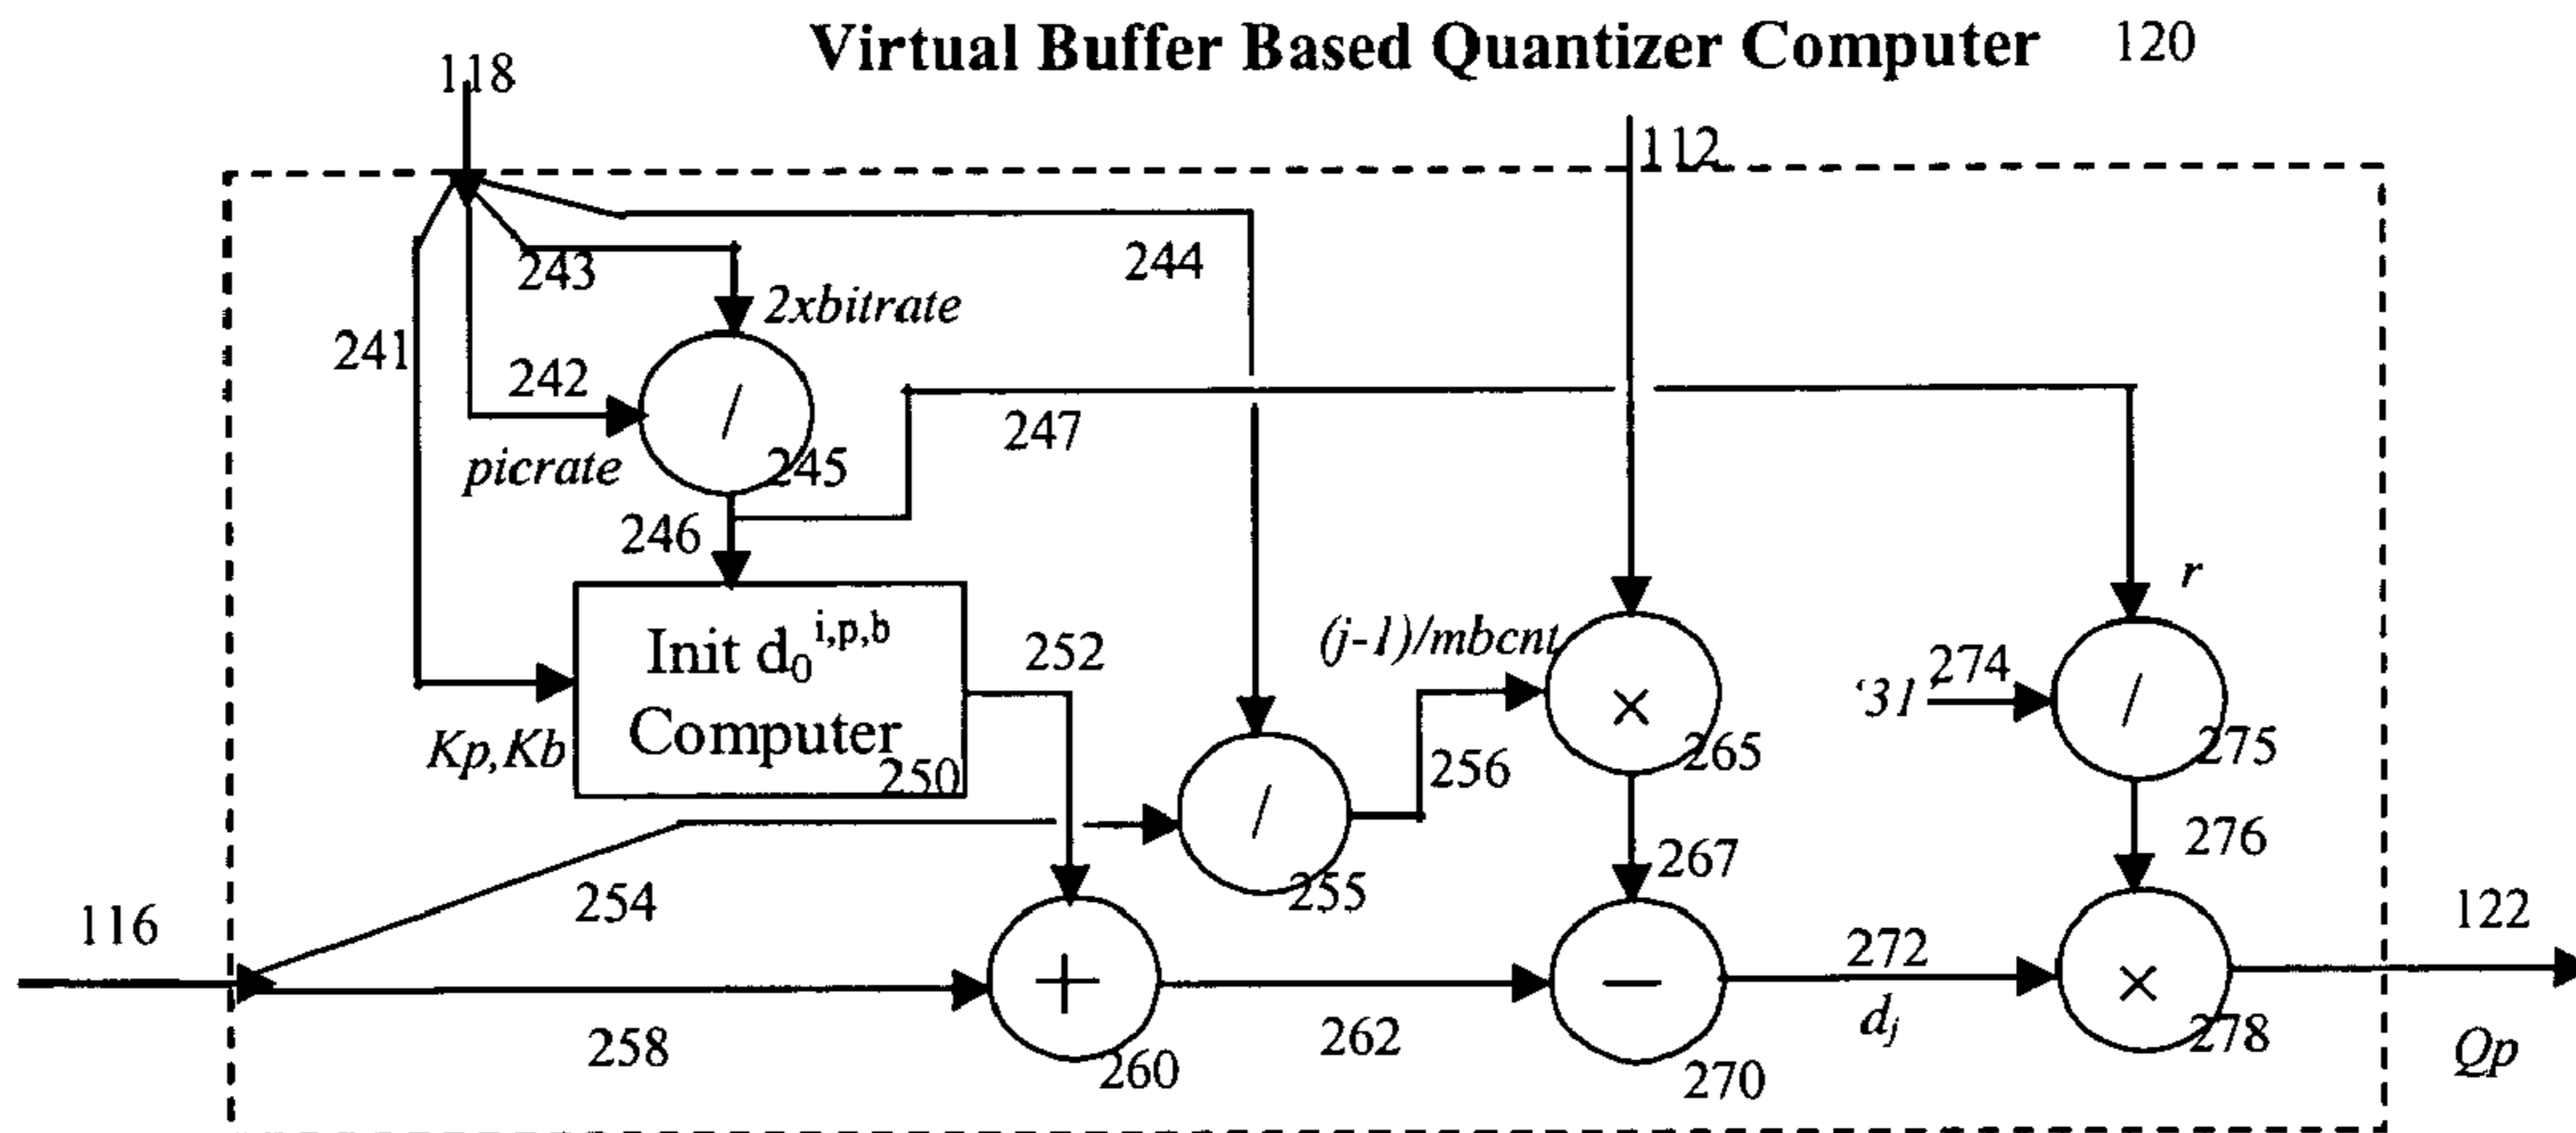 Virtual Buffer Based Quantizer Computer 120
118
112
243
244
2xbitrate
241
242
247
picrate
245
246
r
Init d₀^i,p,b
Computer
250
252
(j-1)/mbcnt
274
'31
Kp,Kb
256
265
275
267
276
254
255
116
122
272
258
260
262
dj
270
278
Qp